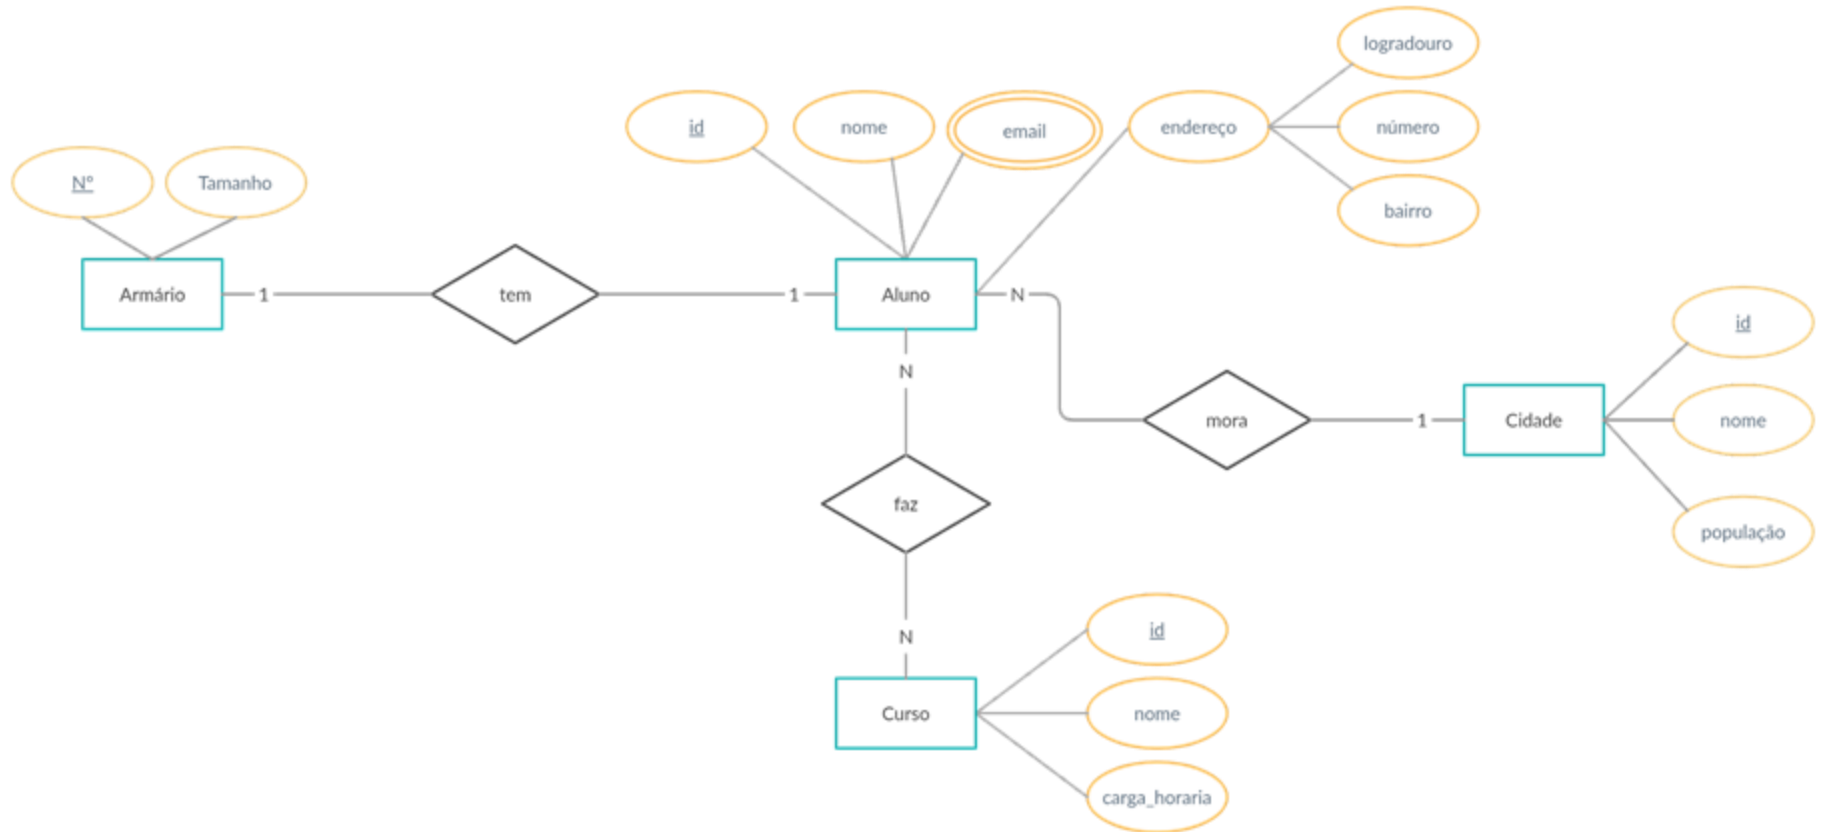 logradouro
id
nome
email
endereço
número
Nº
Tamanho
bairro
Armário
1
tem
1
Aluno
N
id
N
mora
1
Cidade
nome
faz
população
N
id
Curso
nome
carga_horaria